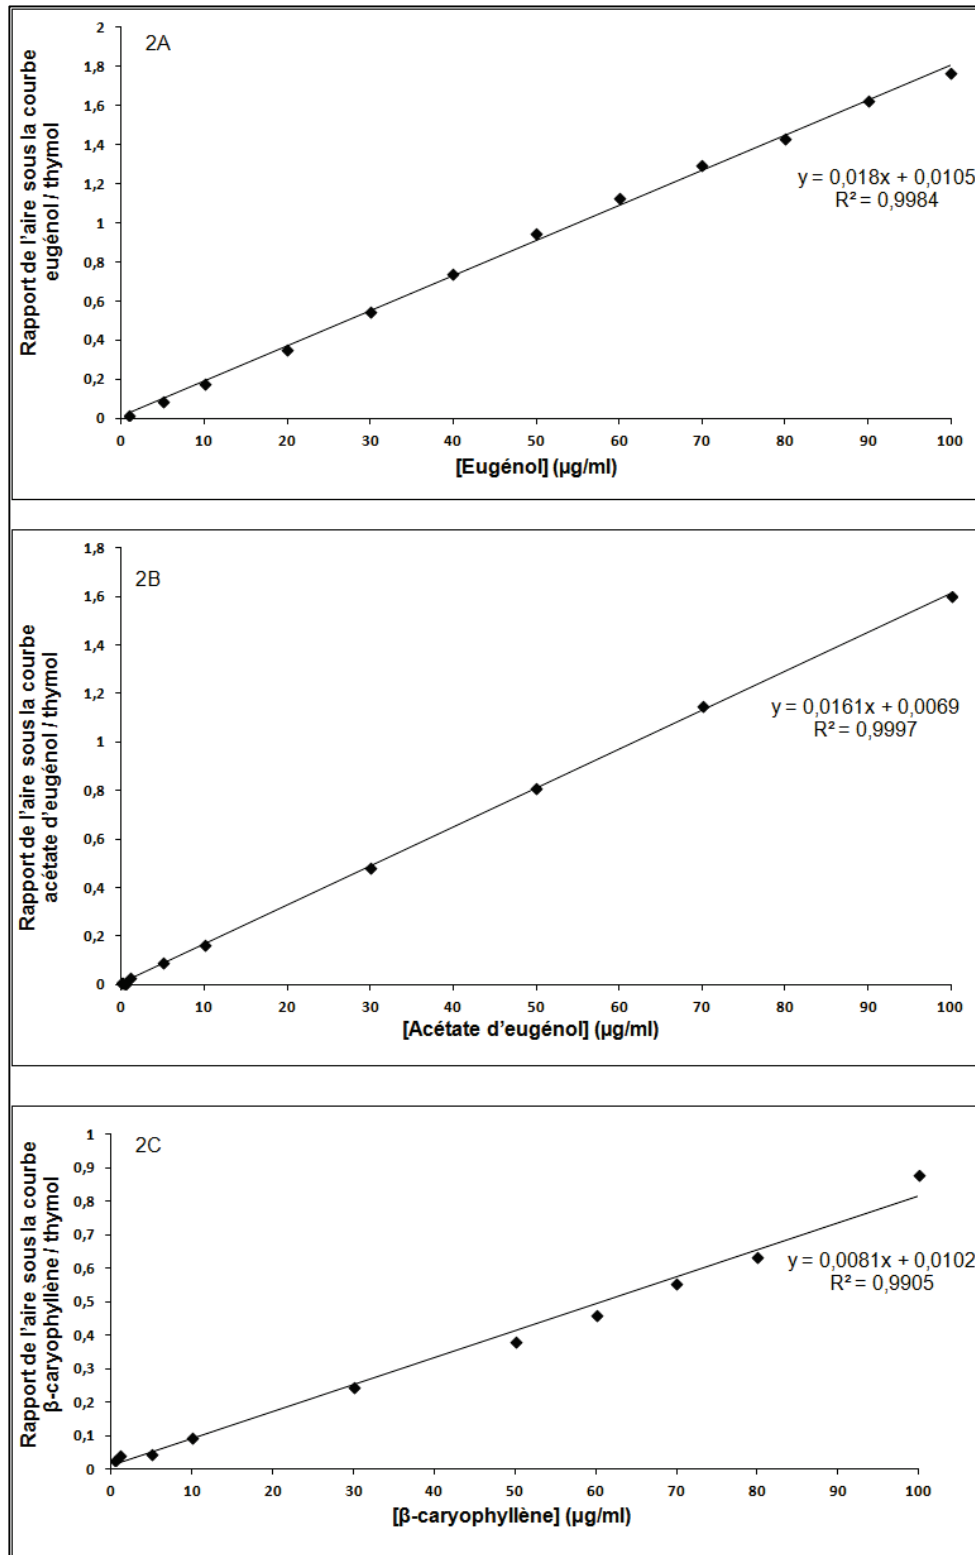 2A
Rapport de l'aire sous la courbe
eugénol / thymol
2
1,8
1,6
1,4
1,2
1
0,8
0,6
0,4
0,2
0
y = 0,018x + 0,0105
R² = 0,9984
0 10 20 30 40 50 60 70 80 90 100
[Eugénol] (µg/ml)
2B
Rapport de l'aire sous la courbe
acétate d'eugénol / thymol
1,8
1,6
1,4
1,2
1
0,8
0,6
0,4
0,2
0
y = 0,0161x + 0,0069
R² = 0,9997
0 10 20 30 40 50 60 70 80 90 100
[Acétate d'eugénol] (µg/ml)
2C
Rapport de l'aire sous la courbe
β-caryophyllène / thymol
1
0,9
0,8
0,7
0,6
0,5
0,4
0,3
0,2
0,1
0
y = 0,0081x + 0,0102
R² = 0,9905
0 10 20 30 40 50 60 70 80 90 100
[β-caryophyllène] (µg/ml)